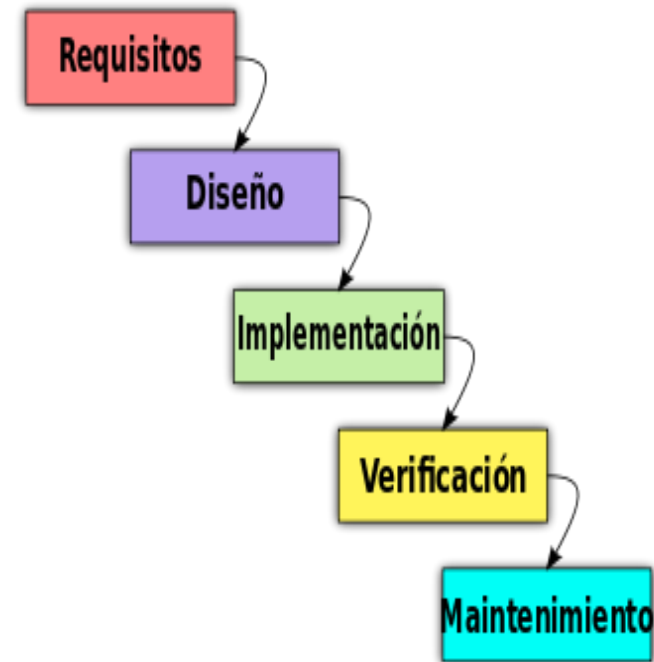 Requisitos
Diseño
Implementación
Verificación
Maintenimiento